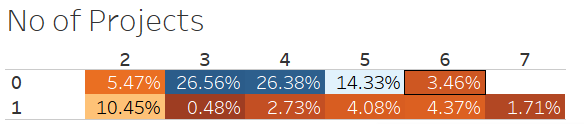 No of Projects
2 3 4 5 6 7
0 5.47% 26.56% 26.38% 14.33% 3.46%
1 10.45% 0.48% 2.73% 4.08% 4.37% 1.71%